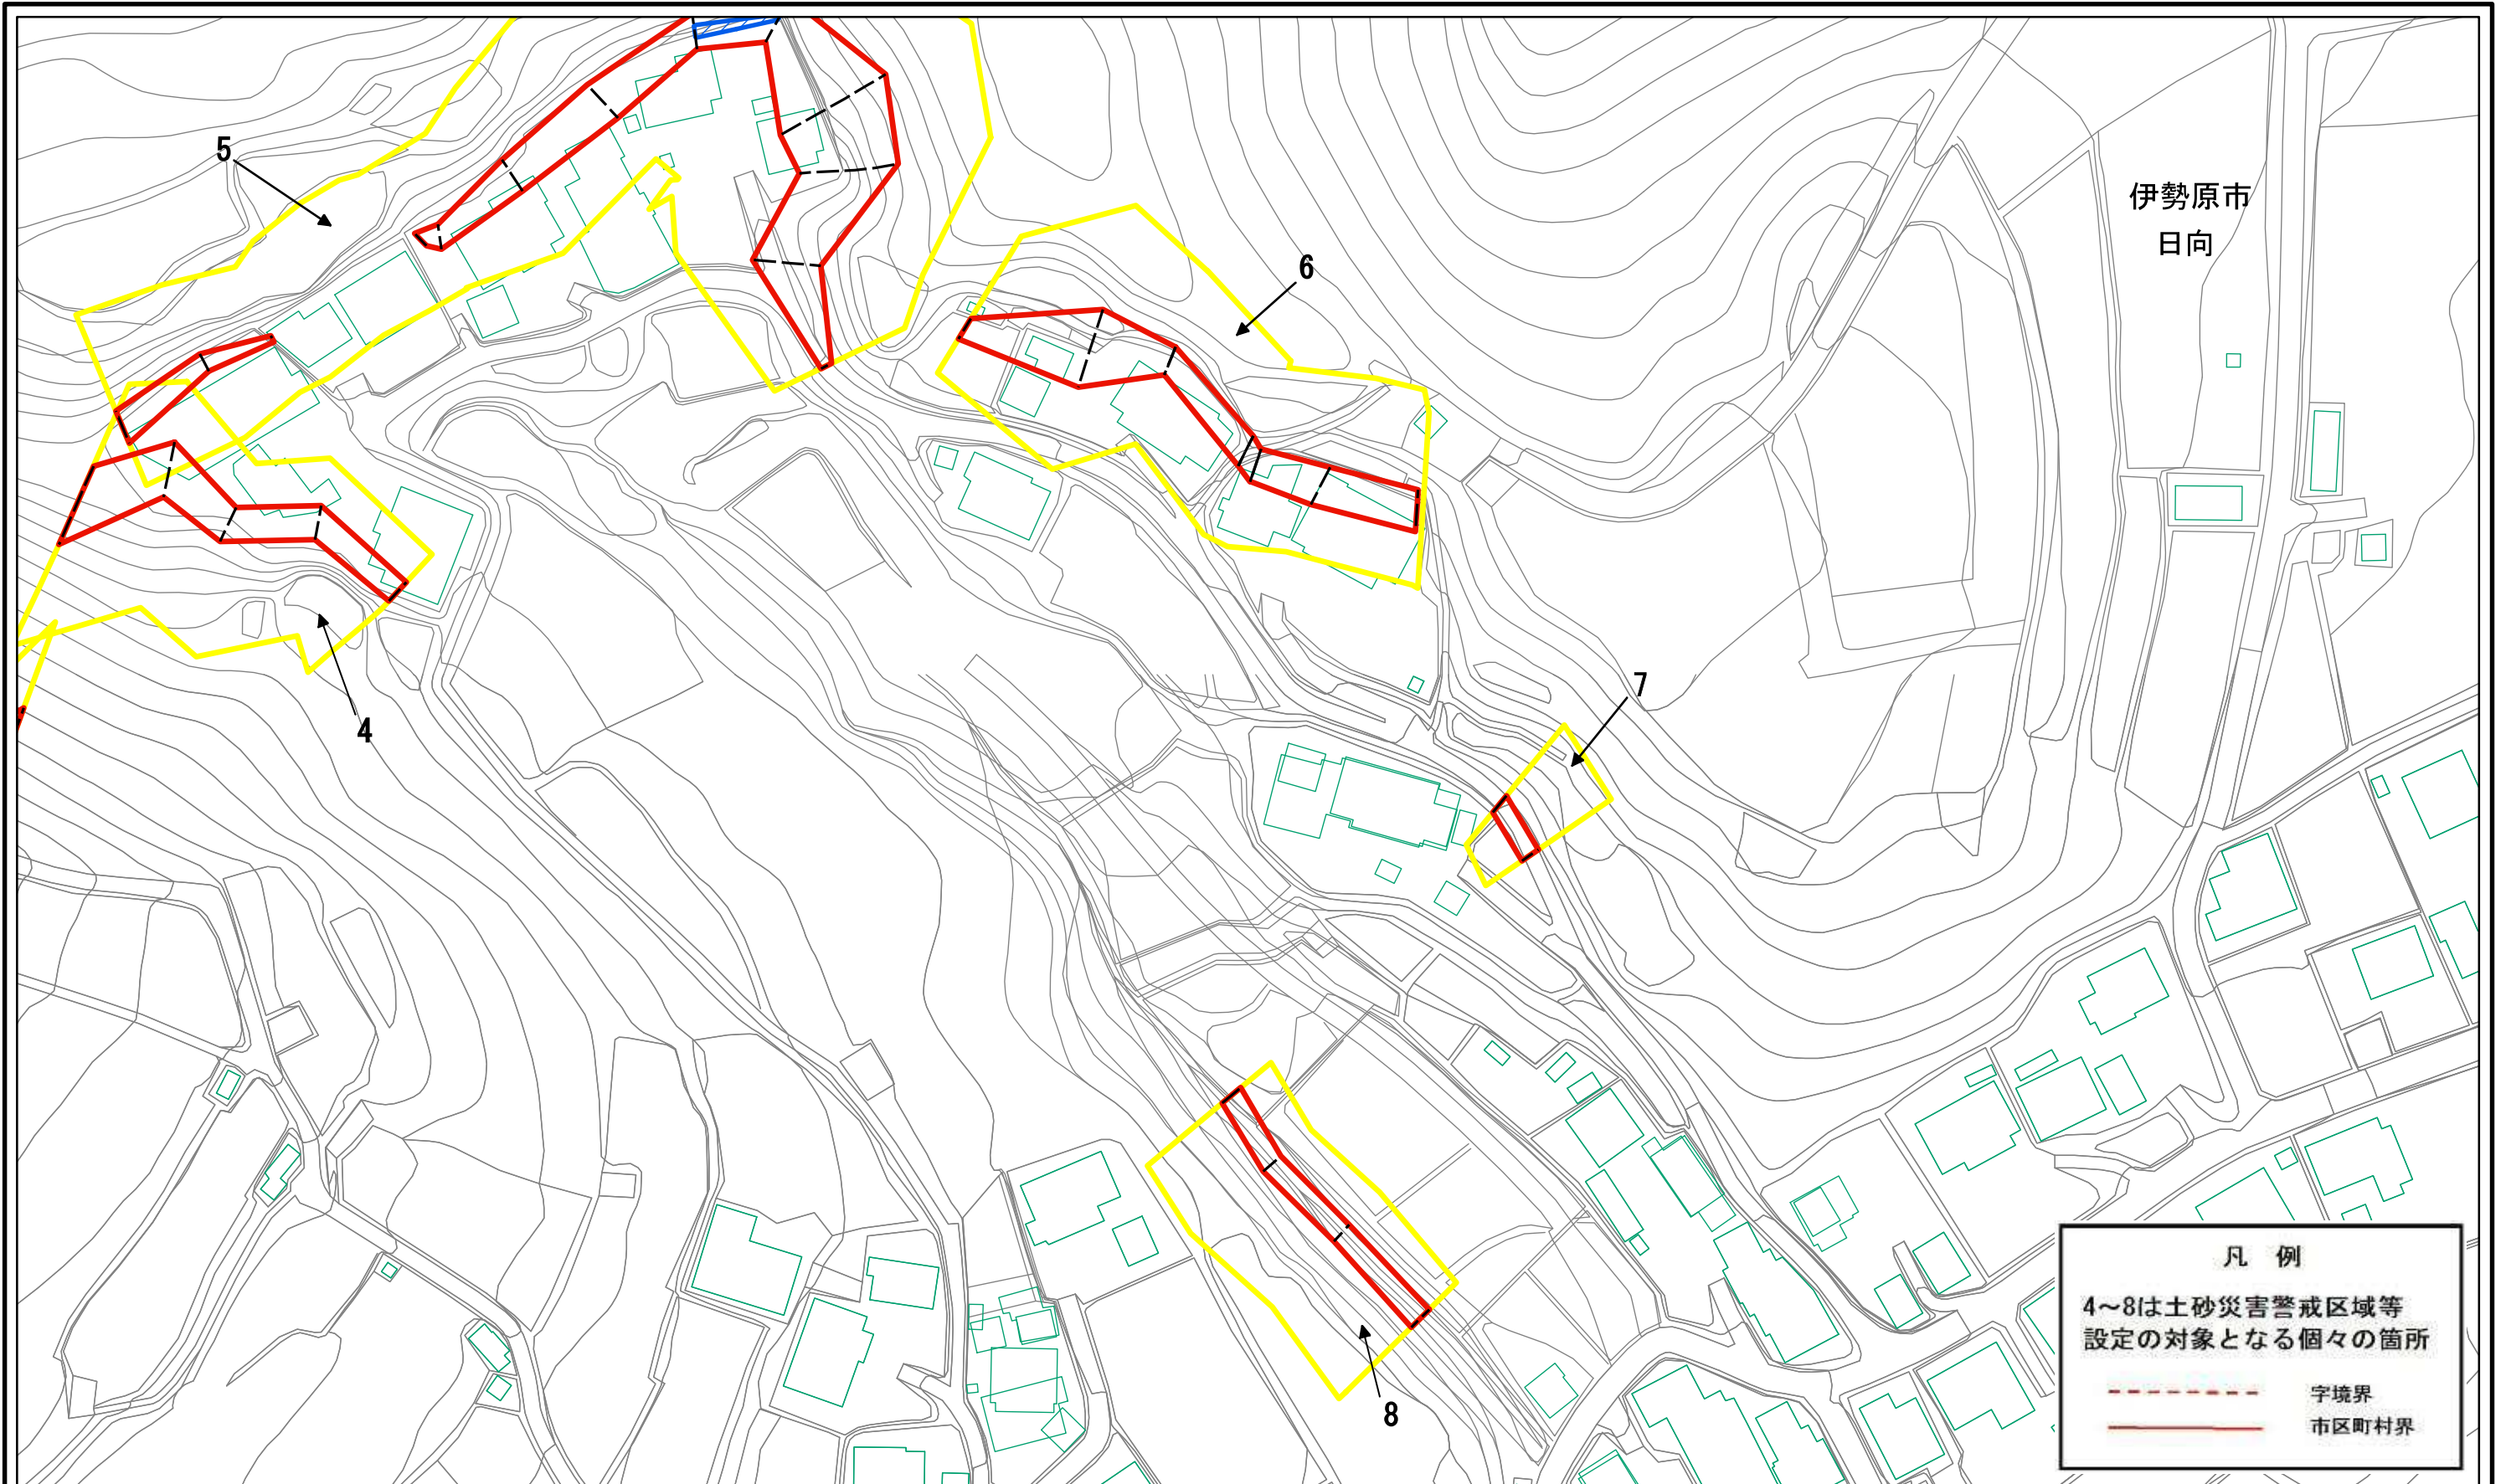 5
伊勢原市
日向
6
7
4
8
凡 例
4~8は土砂災害警戒区域等
設定の対象となる個々の箇所
字境界
市区町村界